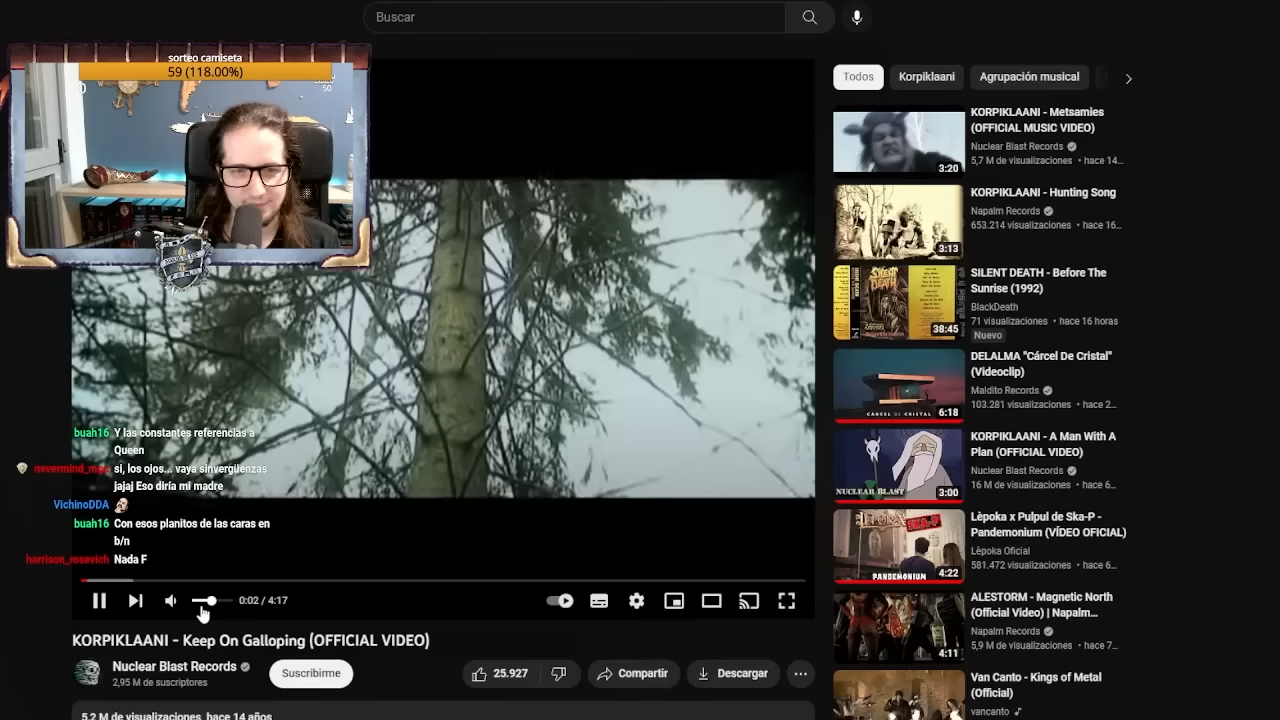 Buscar
sorteo camiseta
59 (118.00%)
50
Todos
Korpiklaani
Agrupación musical
KORPIKLAANI - Metsamies
(OFFICIAL MUSIC VIDEO)
Nuclear Blast Records
5,7 M de visualizaciones • hace 14...
3:20
KORPIKLAANI - Hunting Song
Napalm Records
653.214 visualizaciones • hace 16...
3:13
SILENT DEATH - Before The
Sunrise (1992)
BlackDeath
71 visualizaciones • hace 16 horas
Nuevo
SILENT DEATH
38:45
DELALMA "Cárcel De Cristal"
(Videoclip)
Maldito Records
103.281 visualizaciones • hace 2...
CÁRCEL DE CRISTAL
6:18
KORPIKLAANI - A Man With A
Plan (OFFICIAL VIDEO)
Nuclear Blast Records
16 M de visualizaciones • hace 6...
NUCLEAR BLAST
3:00
Lèpoka x Pulpul de Ska-P -
Pandemonium (VÍDEO OFICIAL)
Lèpoka Oficial
581.472 visualizaciones • hace 6...
PANDEMONIUM
4:22
ALESTORM - Magnetic North
(Official Video) | Napalm...
Napalm Records
5,9 M de visualizaciones • hace 7...
4:11
Van Canto - Kings of Metal
(Official)
vancanto
buah16 Y las constantes referencias a
Queen
si, los ojos... vaya sinvergüenzas
jajaj Eso diría mi madre
VichinoDDA
buah16 Con esos planitos de las caras en
b/n
harrison_rosevich Nada F
0:02 / 4:17
KORPIKLAANI - Keep On Galloping (OFFICIAL VIDEO)
Nuclear Blast Records
2,95 M de suscriptores
Suscribirme
25.927
Compartir
Descargar
5,2 M de visualizaciones hace 14 años